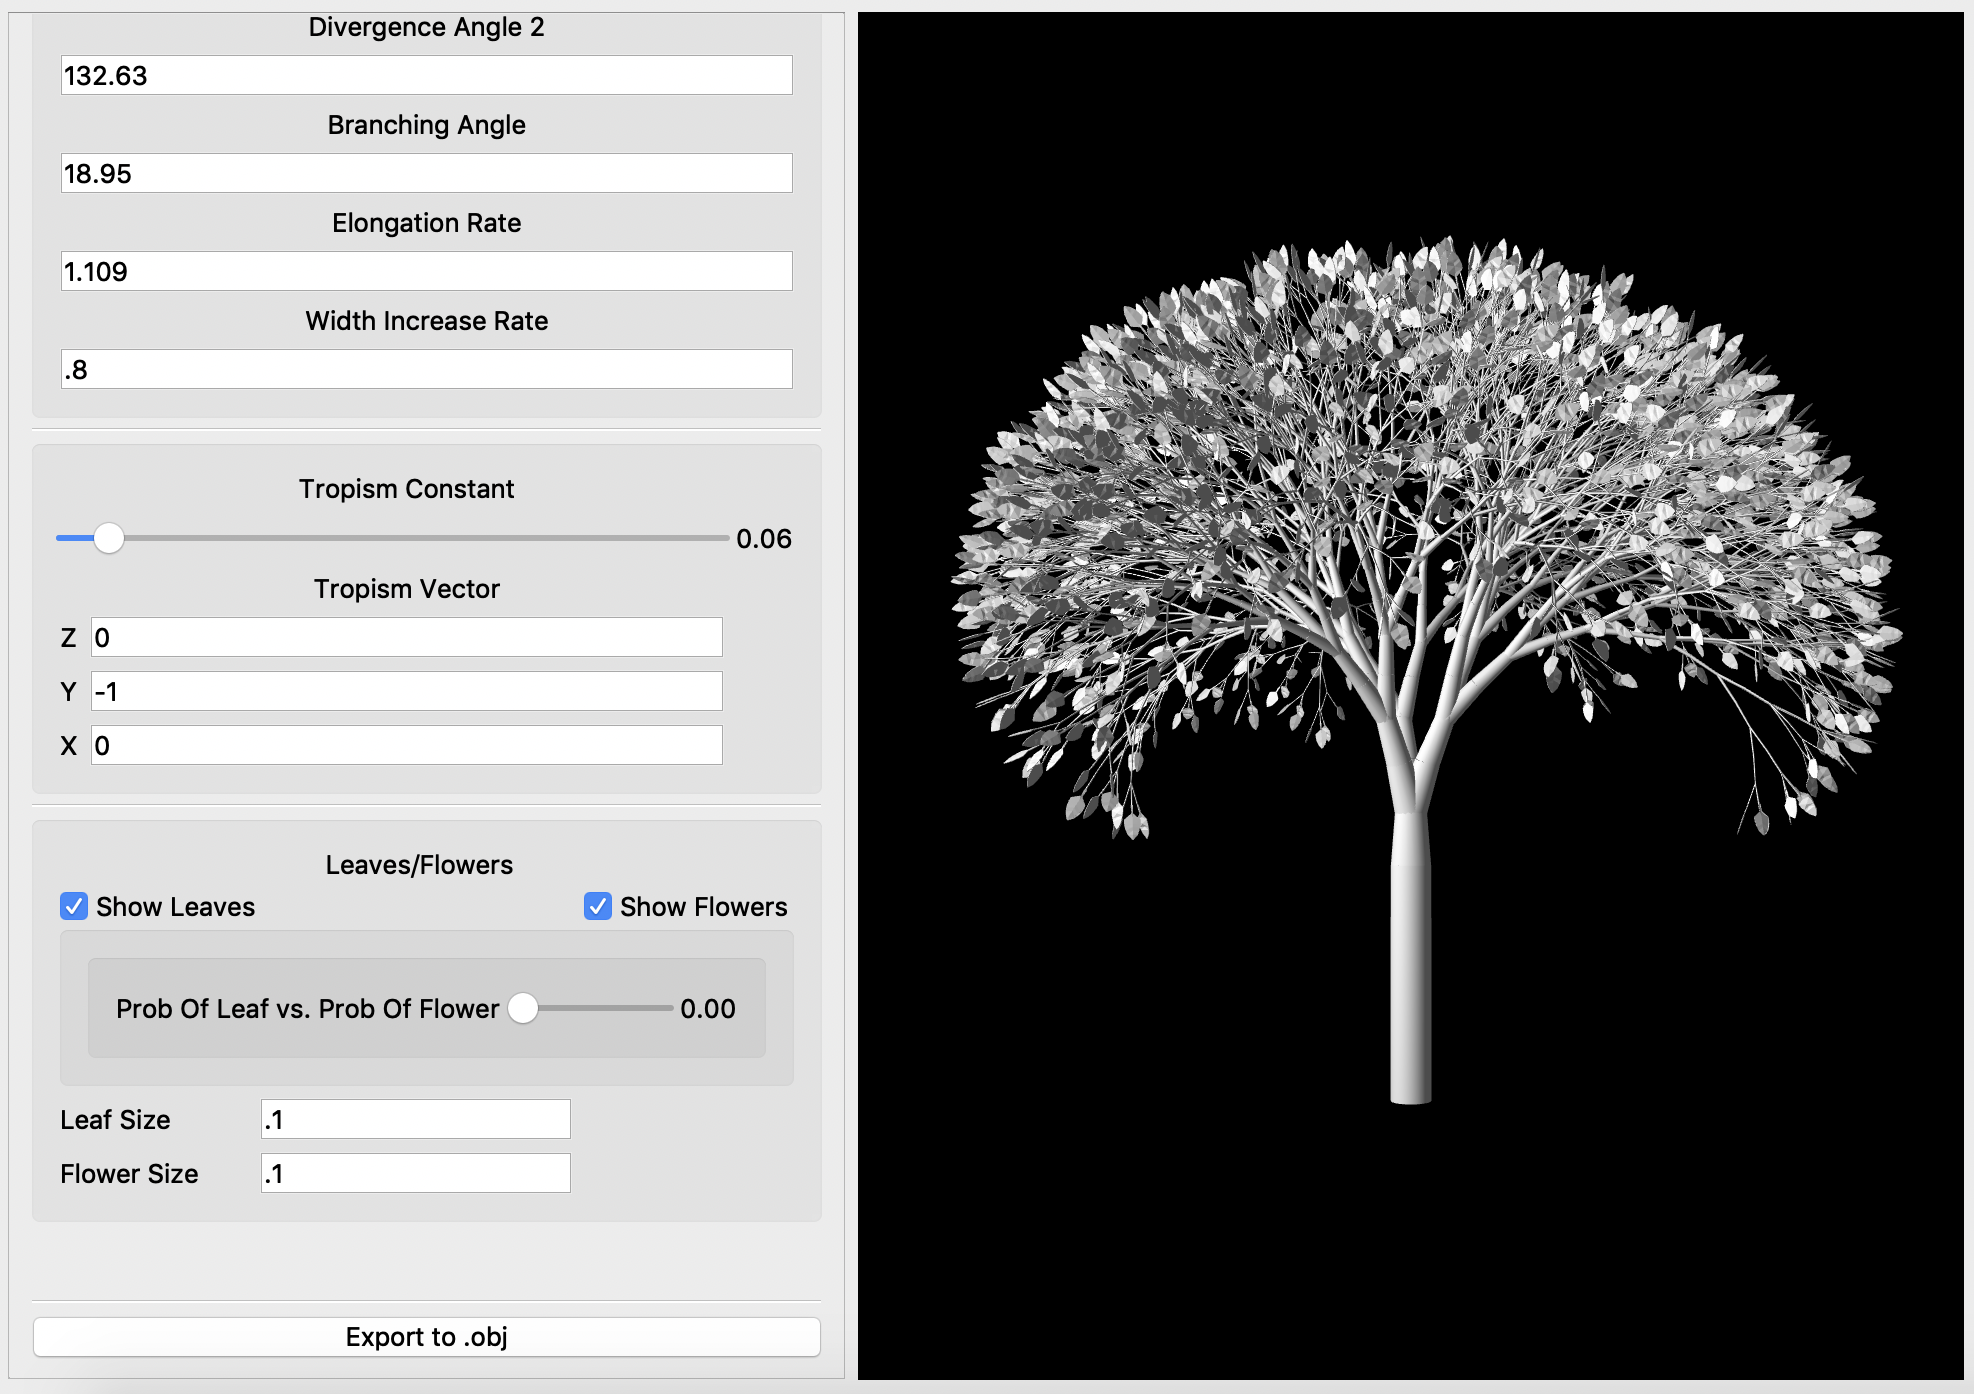 Divergence Angle 2
132.63
Branching Angle
18.95
Elongation Rate
1.109
Width Increase Rate
.8
Tropism Constant
0.06
Tropism Vector
Z 0
Y -1
X 0
Leaves/Flowers
Show Leaves Show Flowers
Prob Of Leaf vs. Prob Of Flower 0.00
Leaf Size .1
Flower Size .1
Export to .obj